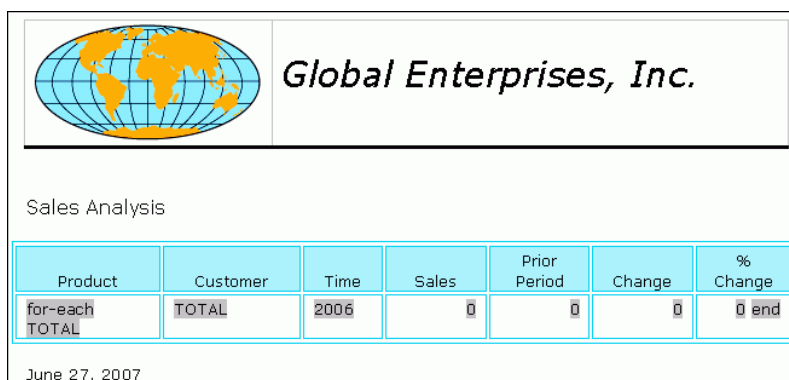 Global Enterprises, Inc.
Sales Analysis
Product Customer Time Sales Prior Period Change % Change
for-each TOTAL TOTAL 2006 0 0 0 0 end
June 27, 2007